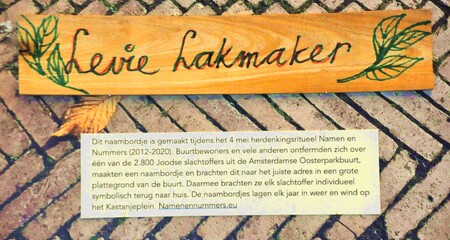 Levie Lakmaker
Dit naambordje is gemaakt tijdens het 4 mei herdenkingsritueel Namen en
Nummers (2012-2020). Buurtbewoners en vele anderen ontfermden zich over
één van de 2.800 Joodse slachtoffers uit de Amsterdamse Oosterparkbuurt,
maakten een naambordje en brachten dit naar het juiste adres in een grote
plattegrond van de buurt. Daarmee brachten ze elk slachtoffer individueel
symbolisch terug naar huis. De naambordjes lagen elk jaar in weer en wind op
het Kastanjeplein. Namenennummers.eu